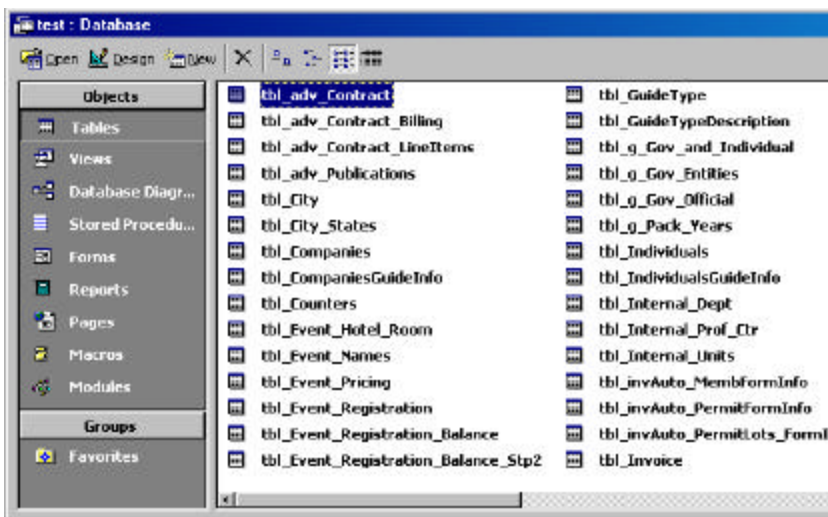 test : Database
Open Design New
Objects
Tables
Views
Database Diagr...
Stored Procedu...
Forms
Reports
Pages
Macros
Modules
Groups
Favorites
tbl_adv_Contract
tbl_adv_Contract_Billing
tbl_adv_Contract_LineItems
tbl_adv_Publications
tbl_City
tbl_City_States
tbl_Companies
tbl_CompaniesGuideInfo
tbl_Counters
tbl_Event_Hotel_Room
tbl_Event_Names
tbl_Event_Pricing
tbl_Event_Registration
tbl_Event_Registration_Balance
tbl_Event_Registration_Balance_Stp2
tbl_GuideType
tbl_GuideTypeDescription
tbl_g_Gov_and_Individual
tbl_g_Gov_Entities
tbl_g_Gov_Official
tbl_g_Pack_Years
tbl_Individuals
tbl_IndividualsGuideInfo
tbl_Internal_Dept
tbl_Internal_Prof_Ctr
tbl_Internal_Units
tbl_invAuto_MembFormInfo
tbl_invAuto_PermitFormInfo
tbl_invAuto_PermitLots_FormI
tbl_Invoice